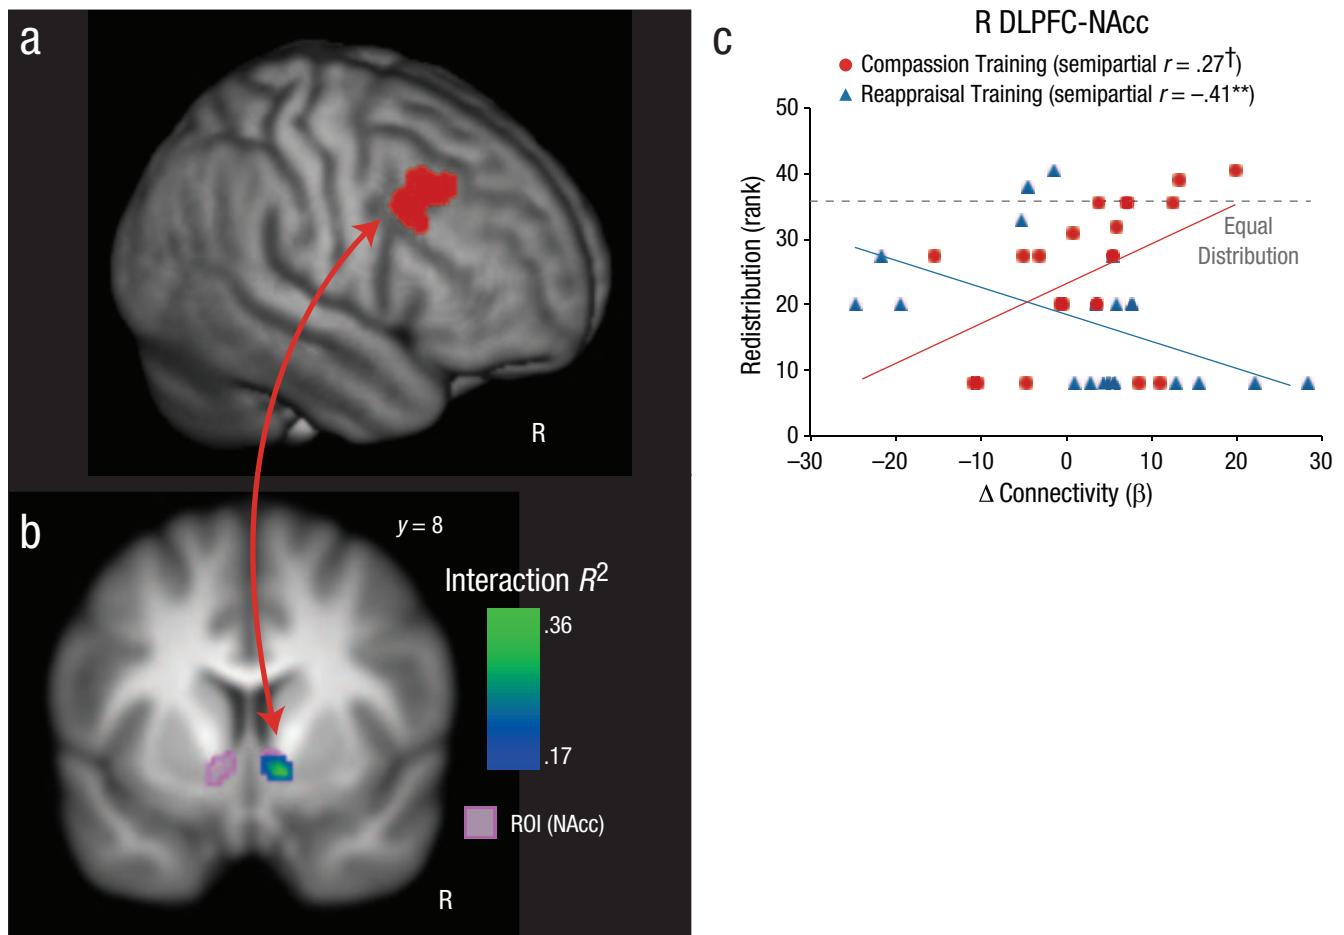 a
R
b
y = 8
Interaction R²
.36
.17
ROI (NAcc)
R
c
R DLPFC-NAcc
Compassion Training (semipartial r = .27†)
Reappraisal Training (semipartial r = –.41**)
Redistribution (rank)
50
40
30
20
10
0
Equal
Distribution
–30 –20 –10 0 10 20 30
Δ Connectivity (β)